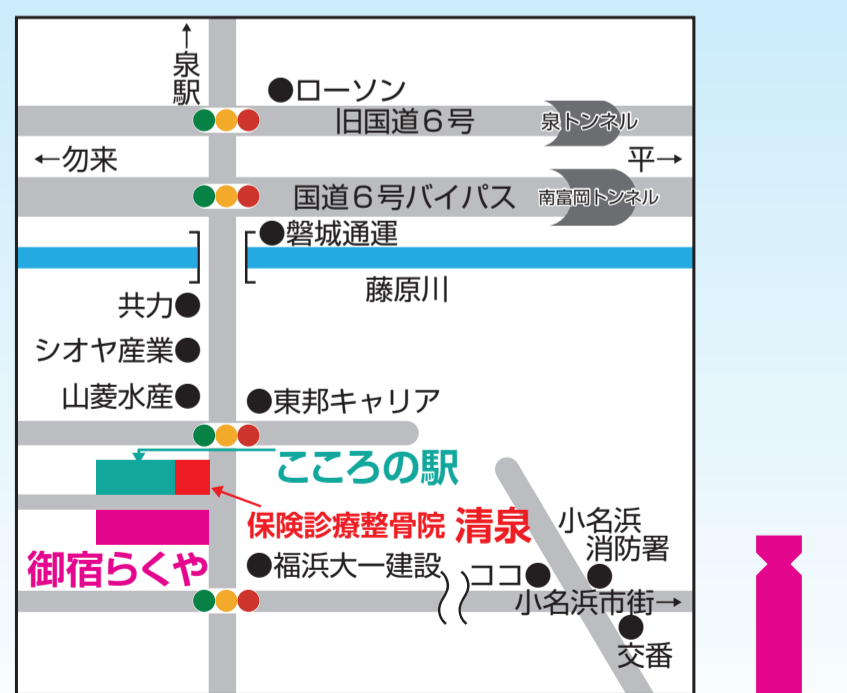 ↑
泉駅
●ローソン
旧国道6号
泉トンネル
←勿来
平→
国道6号バイパス
南富岡トンネル
●磐城通運
藤原川
共力●
シオヤ産業●
山菱水産●
●東邦キャリア
こころの駅
保険診療整骨院 清泉
御宿らくや
●福浜大一建設
ココ●
小名浜
消防署
小名浜市街→
交番